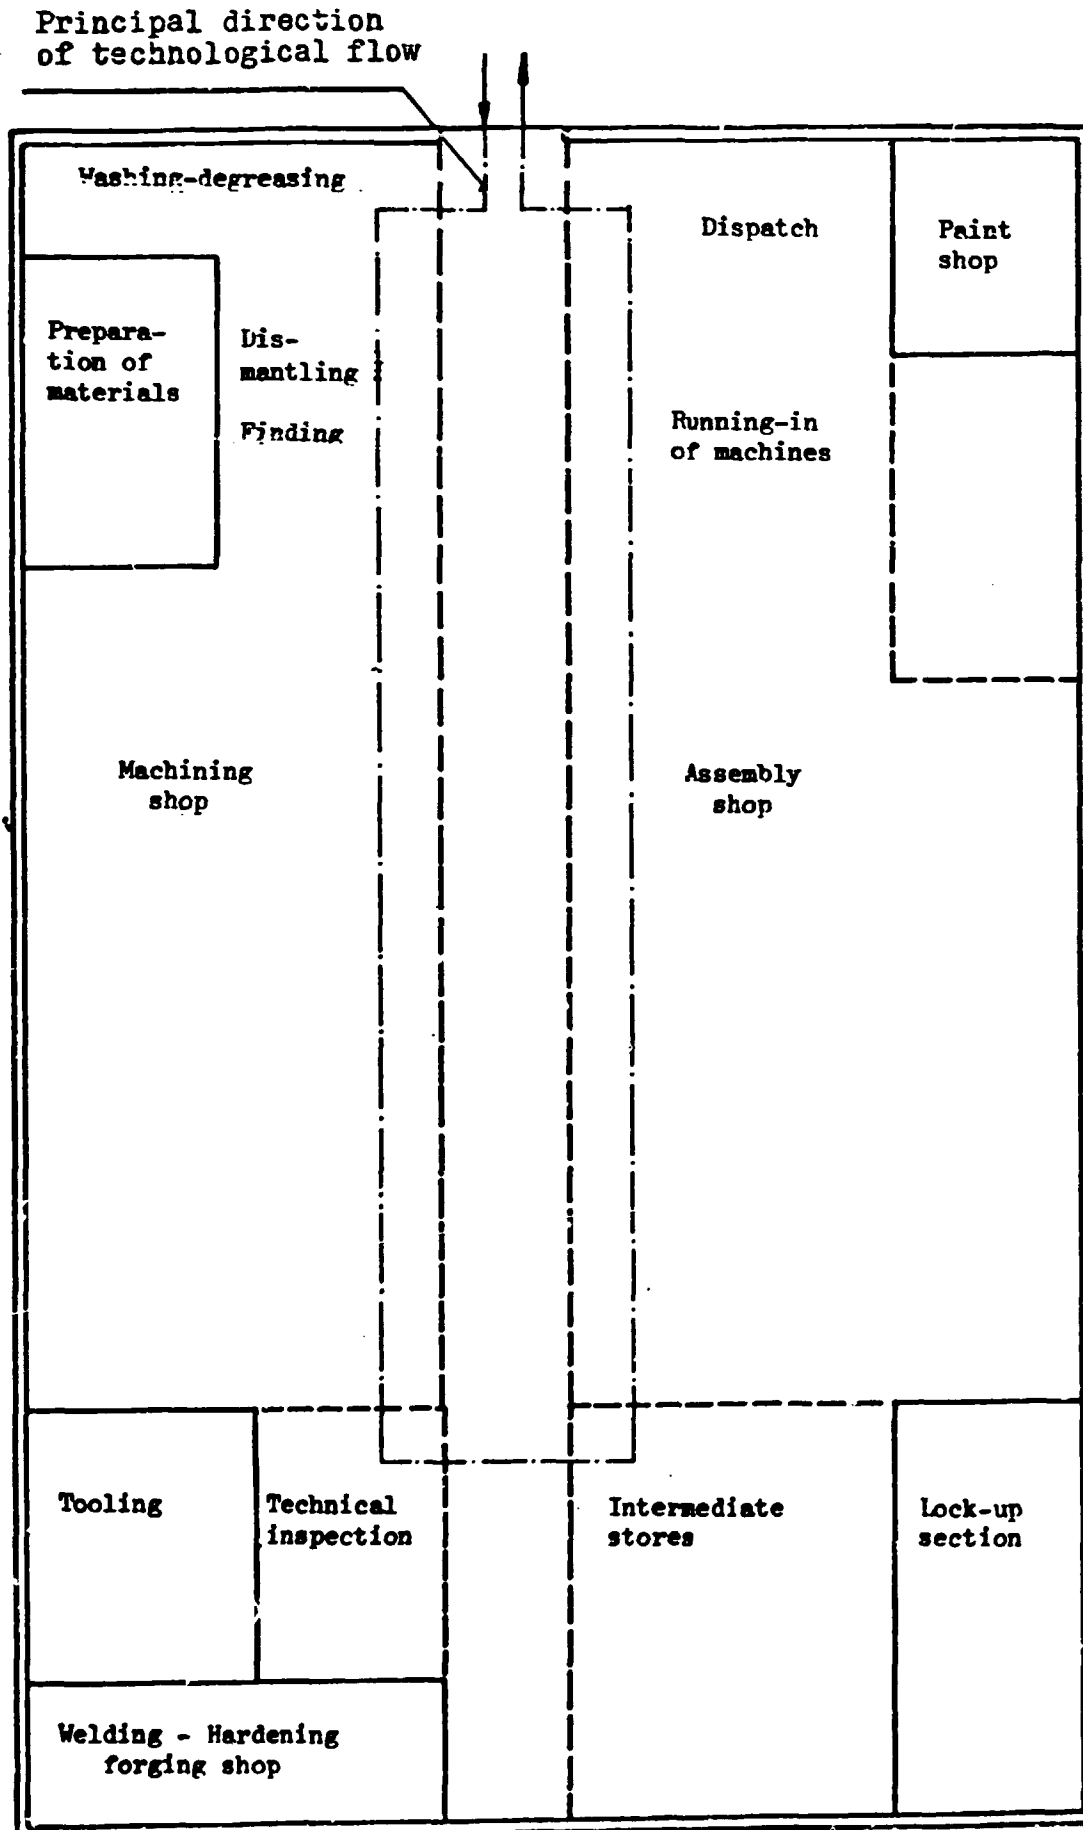 Principal direction
of technological flow
Washing-degreasing
Dispatch
Paint
shop
Prepara-
tion of
materials
Dis-
mantling
Finding
Running-in
of machines
Machining
shop
Assembly
shop
Tooling
Technical
inspection
Intermediate
stores
Lock-up
section
Welding - Hardening
forging shop